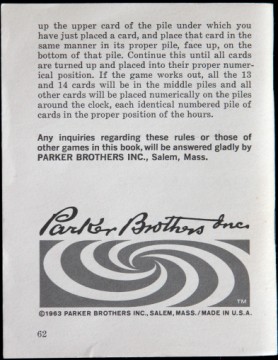 up the upper card of the pile under which you
have just placed a card, and place that card in the
same manner in its proper pile, face up, on the
bottom of that pile. Continue this until all cards
are turned up and placed into their proper numer-
ical position. If the game works out, all the 13
and 14 cards will be in the middle piles and all
other cards will be placed numerically on the piles
around the clock, each identical numbered pile of
cards in the proper position of the hours.
Any inquiries regarding these rules or those of
other games in this book, will be answered gladly by
PARKER BROTHERS INC., Salem, Mass.
Parker Brothers Inc.
TM
©1963 PARKER BROTHERS INC., SALEM, MASS./MADE IN U.S.A.
62